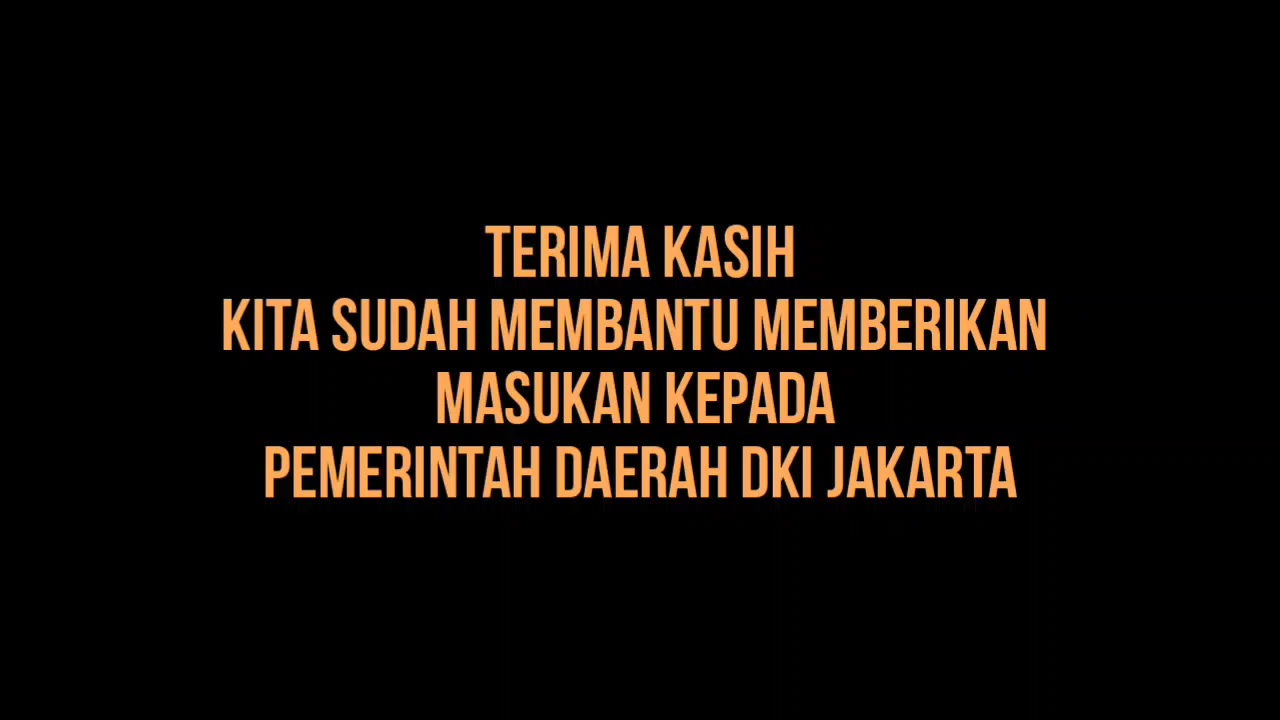 TERIMA KASIH
KITA SUDAH MEMBANTU MEMBERIKAN
MASUKAN KEPADA
PEMERINTAH DAERAH DKI JAKARTA